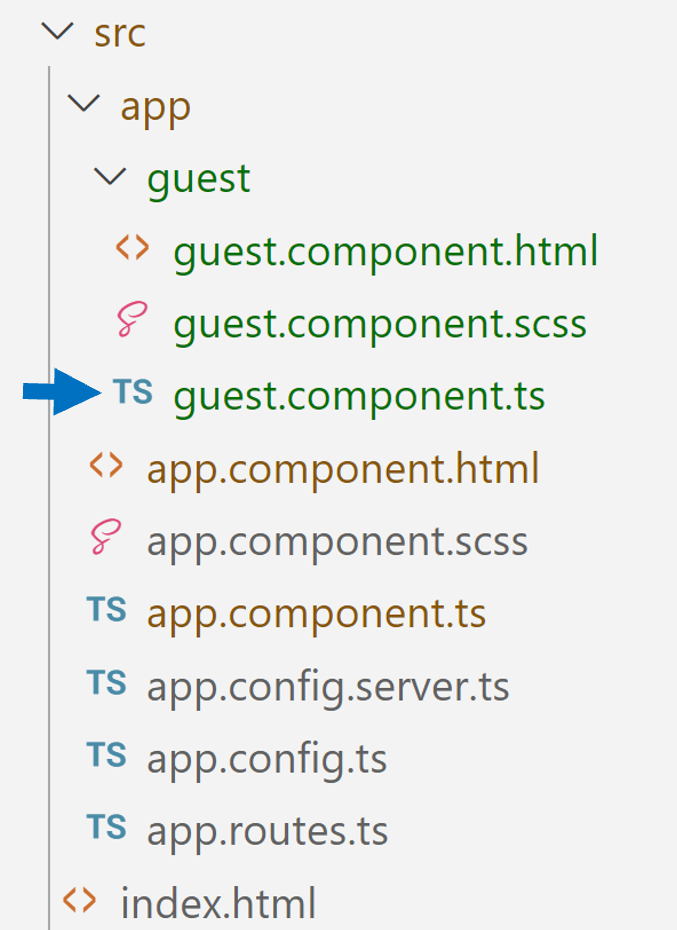 src
app
guest
guest.component.html
guest.component.scss
TS guest.component.ts
app.component.html
app.component.scss
TS app.component.ts
TS app.config.server.ts
TS app.config.ts
TS app.routes.ts
index.html